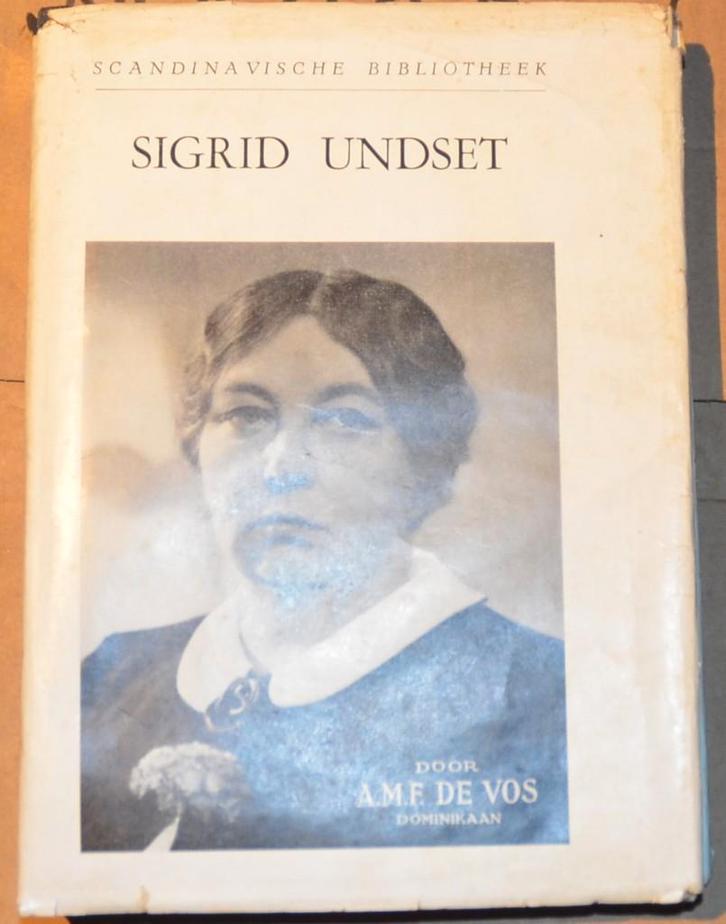 SCANDINAVISCHE BIBLIOTHEEK
SIGRID UNDSET
DOOR
A.M.F. DE VOS
DOMINIKAAN